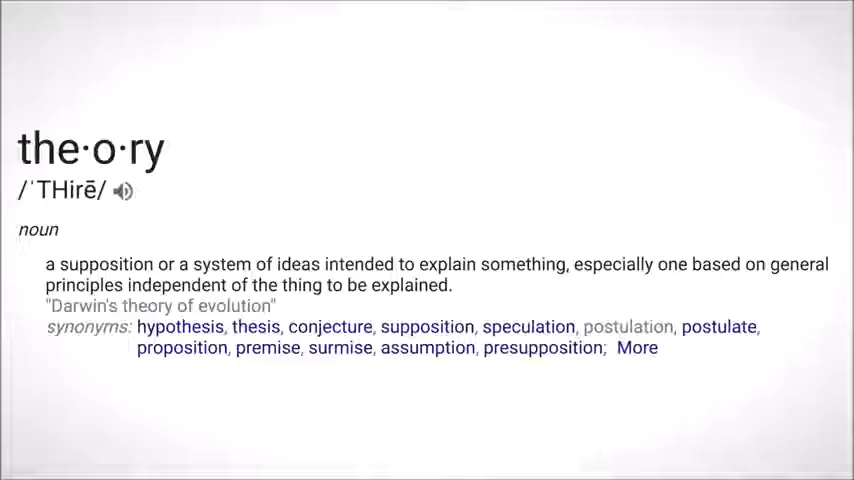 the·o·ry
/ˈTHirē/
noun
a supposition or a system of ideas intended to explain something, especially one based on general
principles independent of the thing to be explained.
"Darwin's theory of evolution"
synonyms: hypothesis, thesis, conjecture, supposition, speculation, postulation, postulate,
proposition, premise, surmise, assumption, presupposition; More